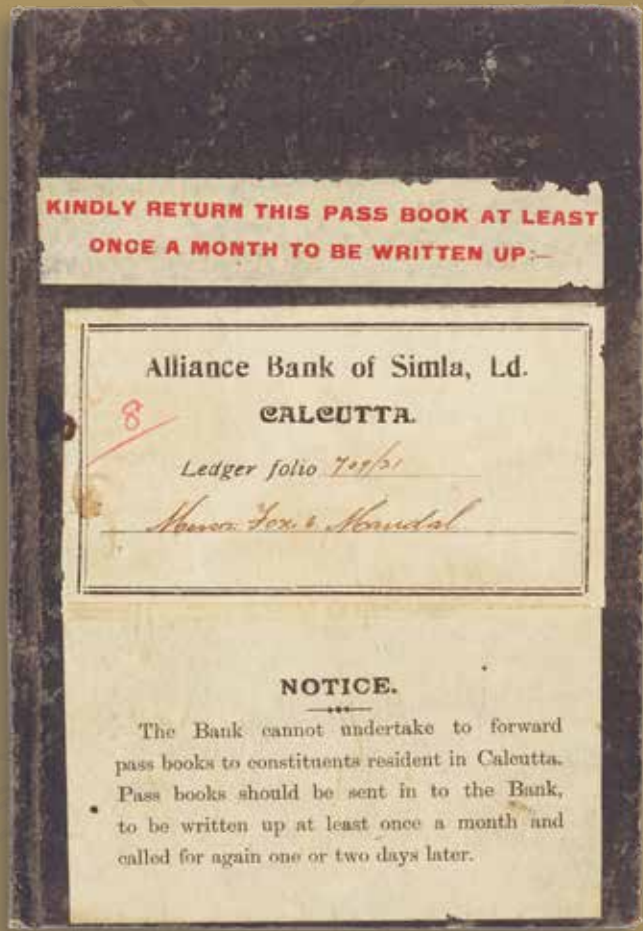 KINDLY RETURN THIS PASS BOOK AT LEAST
ONCE A MONTH TO BE WRITTEN UP:—
Alliance Bank of Simla, Ld.
CALCUTTA.
8
Ledger folio
Fox & Mandal
NOTICE.
The Bank cannot undertake to forward
pass books to constituents resident in Calcutta.
Pass books should be sent in to the Bank,
to be written up at least once a month and
called for again one or two days later.